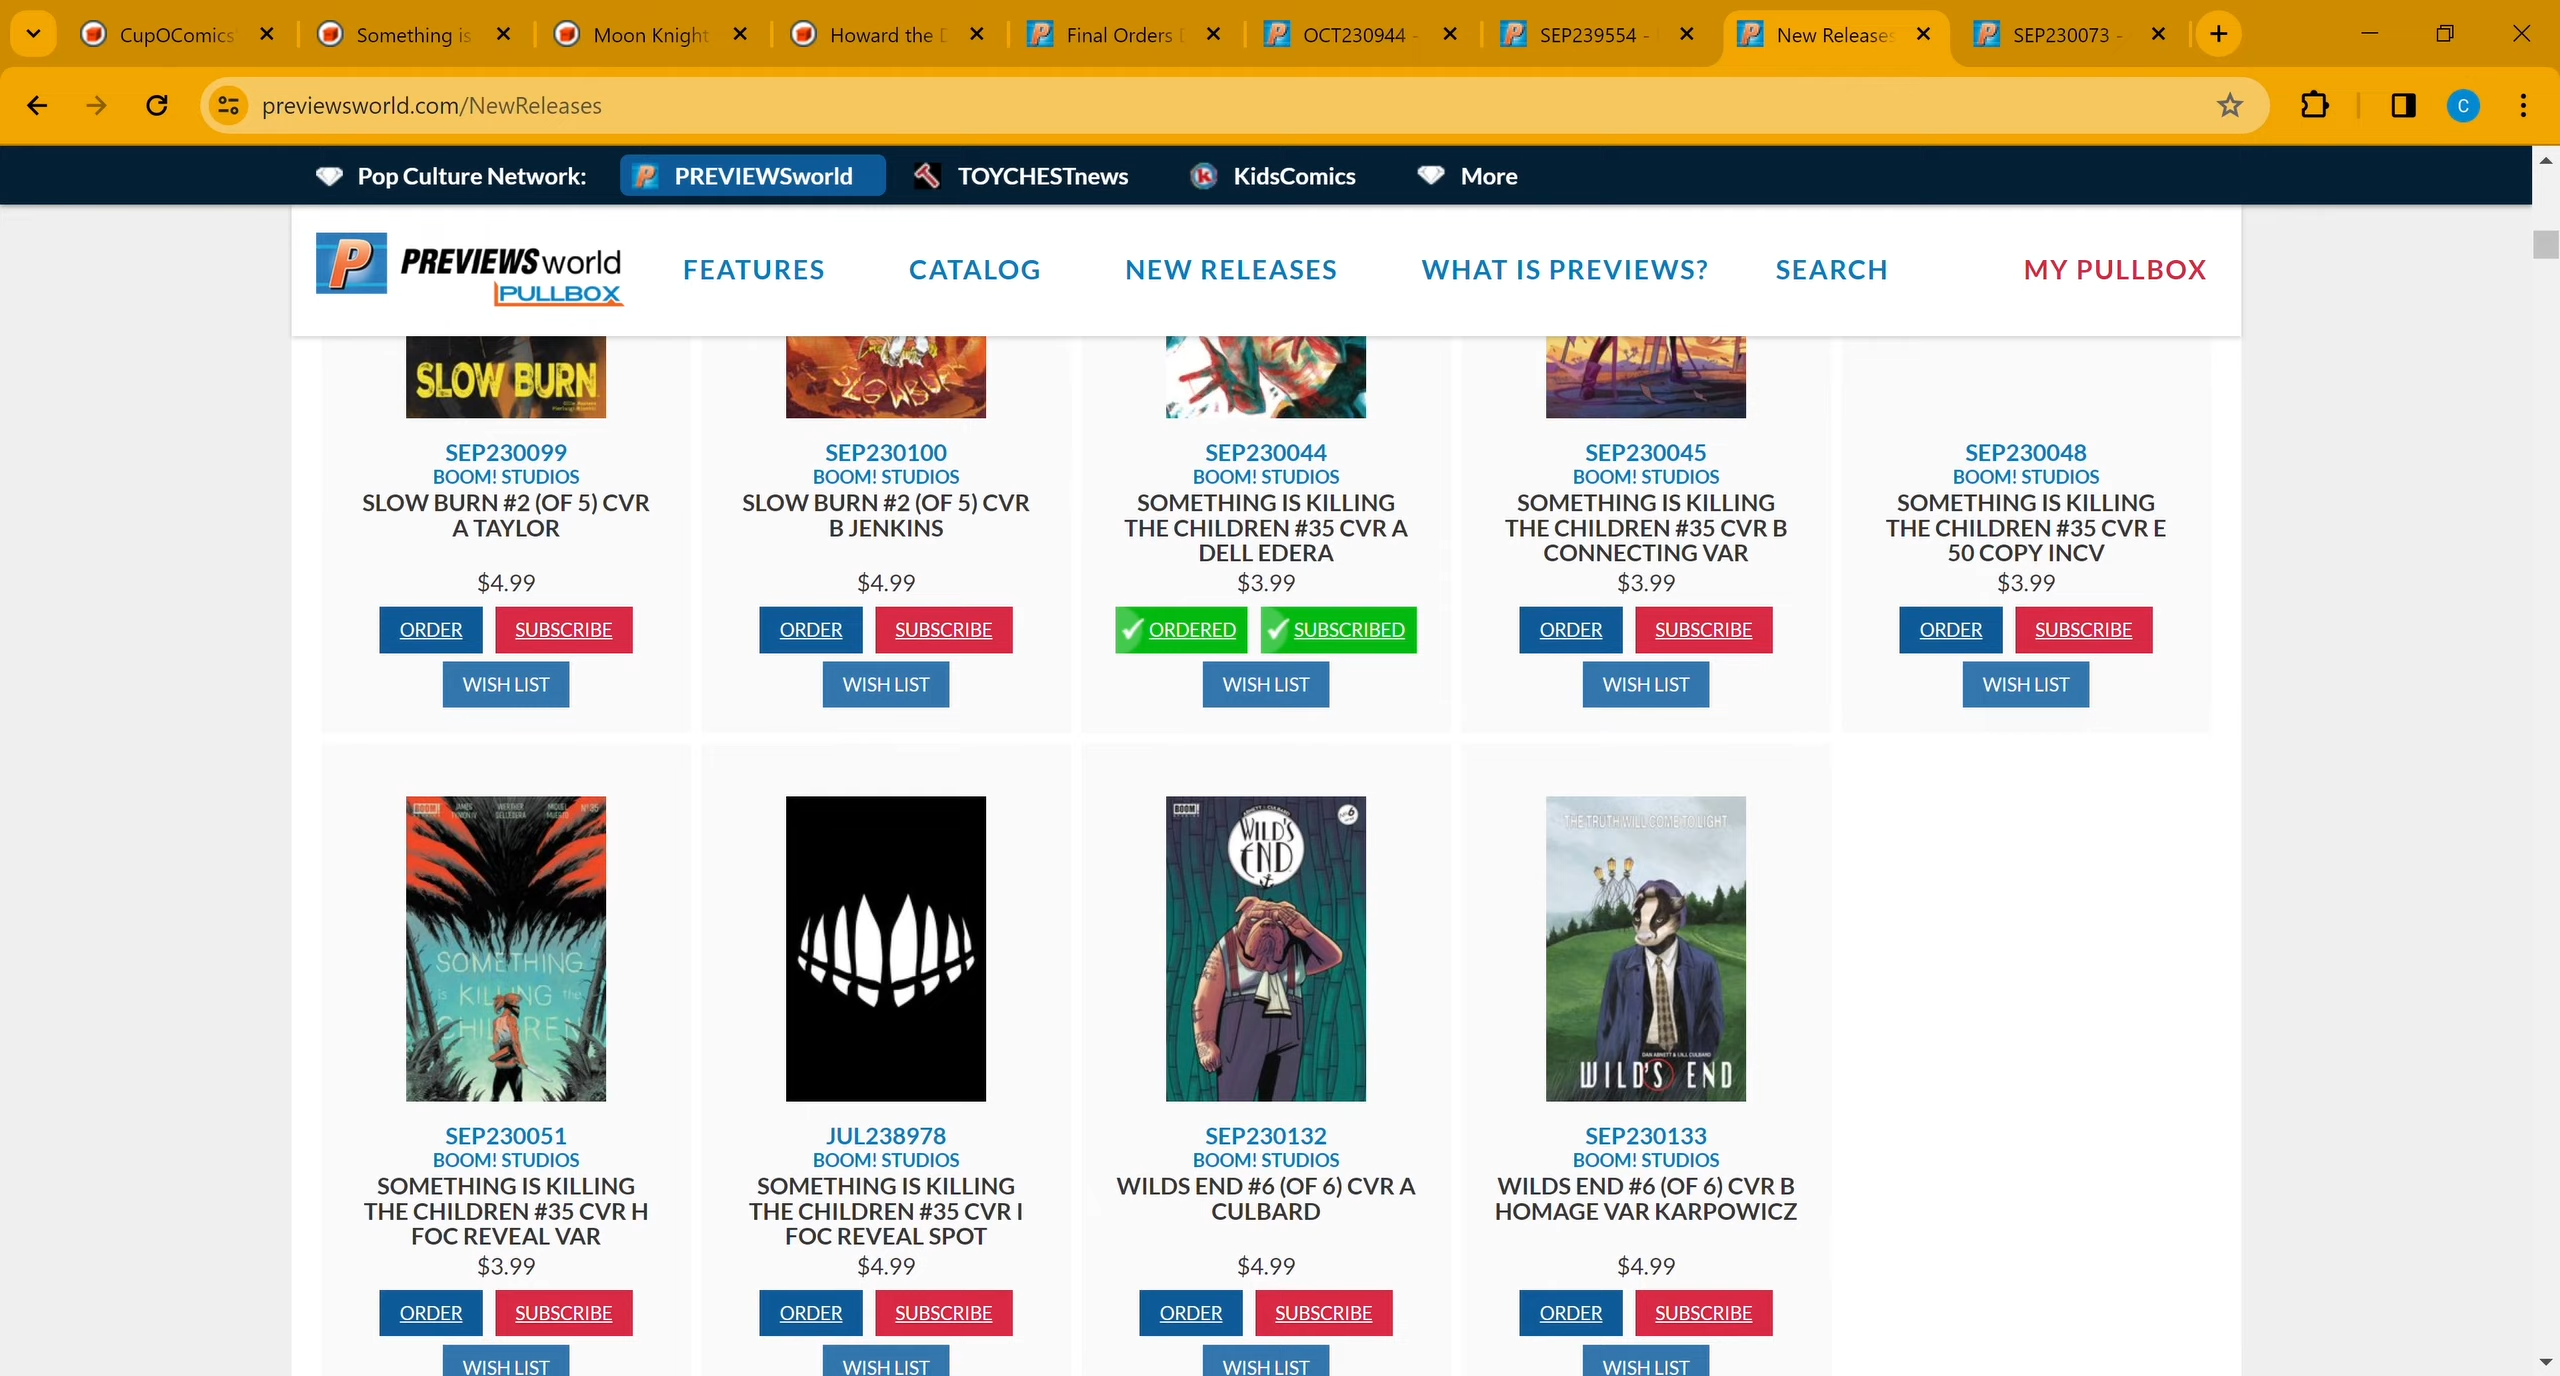 CupOComics
Something is
Moon Knight
Howard the D
Final Orders D
OCT230944 -
SEP239554 -
New Releases
SEP230073 -
previewsworld.com/NewReleases
C
Pop Culture Network:
PREVIEWSworld
TOYCHESTnews
KidsComics
More
PREVIEWSworld
PULLBOX
FEATURES
CATALOG
NEW RELEASES
WHAT IS PREVIEWS?
SEARCH
MY PULLBOX
SLOW BURN
SEP230099
BOOM! STUDIOS
SLOW BURN #2 (OF 5) CVR
A TAYLOR
$4.99
ORDER
SUBSCRIBE
WISH LIST
SEP230100
BOOM! STUDIOS
SLOW BURN #2 (OF 5) CVR
B JENKINS
$4.99
ORDER
SUBSCRIBE
WISH LIST
SEP230044
BOOM! STUDIOS
SOMETHING IS KILLING
THE CHILDREN #35 CVR A
DELL EDERA
$3.99
ORDERED
SUBSCRIBED
WISH LIST
SEP230045
BOOM! STUDIOS
SOMETHING IS KILLING
THE CHILDREN #35 CVR B
CONNECTING VAR
$3.99
ORDER
SUBSCRIBE
WISH LIST
SEP230048
BOOM! STUDIOS
SOMETHING IS KILLING
THE CHILDREN #35 CVR E
50 COPY INCV
$3.99
ORDER
SUBSCRIBE
WISH LIST
BOOM!
SOMETHING
is KILLING the
CHILDREN
SEP230051
BOOM! STUDIOS
SOMETHING IS KILLING
THE CHILDREN #35 CVR H
FOC REVEAL VAR
$3.99
ORDER
SUBSCRIBE
WISH LIST
JUL238978
BOOM! STUDIOS
SOMETHING IS KILLING
THE CHILDREN #35 CVR I
FOC REVEAL SPOT
$4.99
ORDER
SUBSCRIBE
WISH LIST
BOOM!
WILD'S
END
SEP230132
BOOM! STUDIOS
WILDS END #6 (OF 6) CVR A
CULBARD
$4.99
ORDER
SUBSCRIBE
WISH LIST
THE TRUTH WILL COME TO LIGHT
WILD'S END
SEP230133
BOOM! STUDIOS
WILDS END #6 (OF 6) CVR B
HOMAGE VAR KARPOWICZ
$4.99
ORDER
SUBSCRIBE
WISH LIST